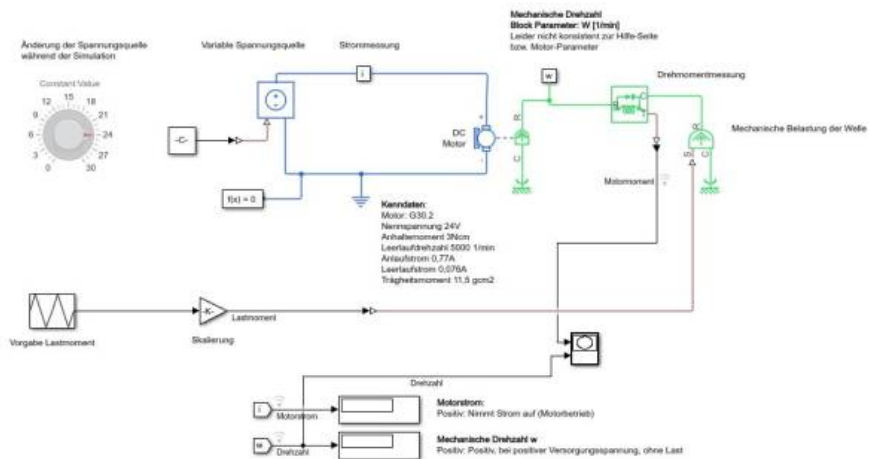 Änderung der Spannungsquelle
während der Simulation
Constant Value
0
3
6
9
12
15
18
21
24
27
30
Variable Spannungsquelle
Strommessung
Mechanische Drehzahl
Block Parameter: W [1/min]
Leider nicht konsistent zur Hilfe-Seite
bzw. Motor-Parameter
i
w
Drehmomentmessung
-C-
+
DC
Motor
-
R
C
R
C
S
Mechanische Belastung der Welle
f(x) = 0
Motormoment
Kenndaten:
Motor: G30.2
Nennspannung 24V
Anhaltemoment 3Ncm
Leerlaufdrehzahl 5000 1/min
Anlaufstrom 0,77A
Leerlaufstrom 0,076A
Trägheitsmoment 11,5 gcm2
-K-
Lastmoment
Vorgabe Lastmoment
Skalierung
Drehzahl
i
Motorstrom
Motorstrom:
Positiv: Nimmt Strom auf (Motorbetrieb)
w
Drehzahl
Mechanische Drehzahl w
Positiv: Positiv, bei positiver Versorgungsspannung, ohne Last